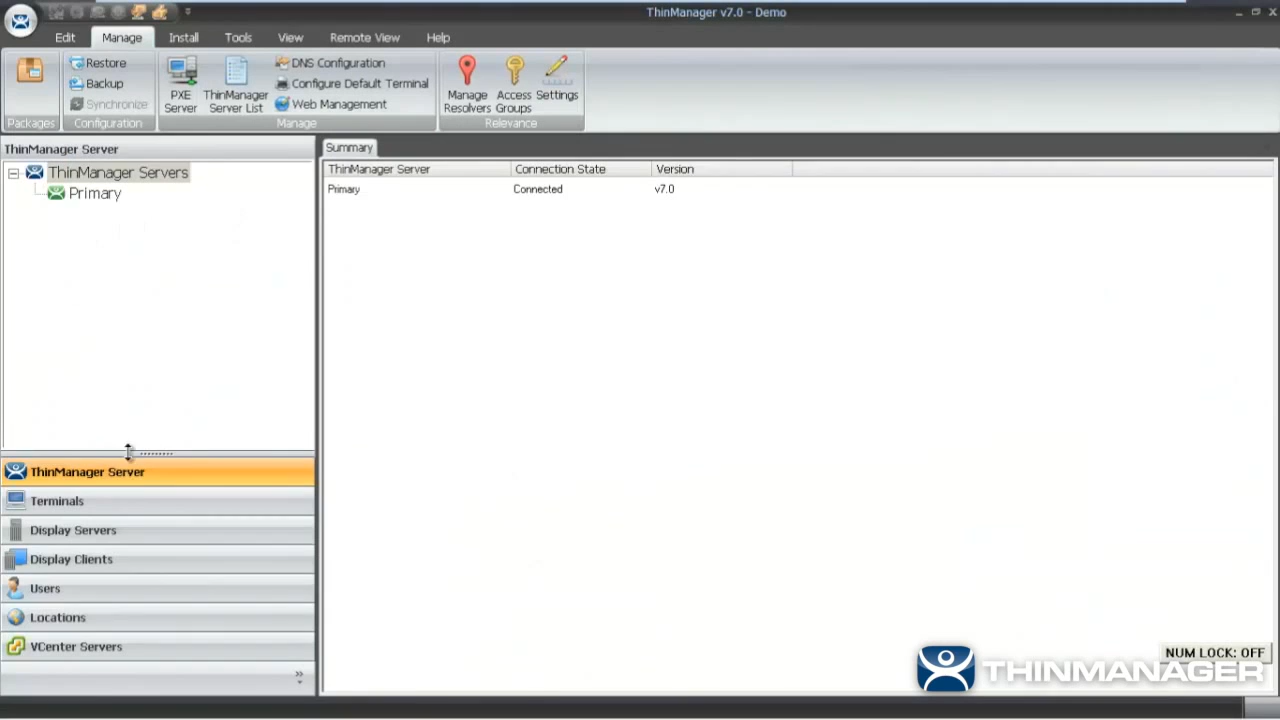 ThinManager v7.0 - Demo
Edit Manage Install Tools View Remote View Help
Restore
Backup
Synchronize
PXE Server
ThinManager Server List
DNS Configuration
Configure Default Terminal
Web Management
Manage Resolvers
Access Groups
Settings
Packages Configuration Manage Relevance
ThinManager Server
ThinManager Servers
Primary
Summary
ThinManager Server Connection State Version
Primary Connected v7.0
ThinManager Server
Terminals
Display Servers
Display Clients
Users
Locations
VCenter Servers
NUM LOCK: OFF
THINMANAGER